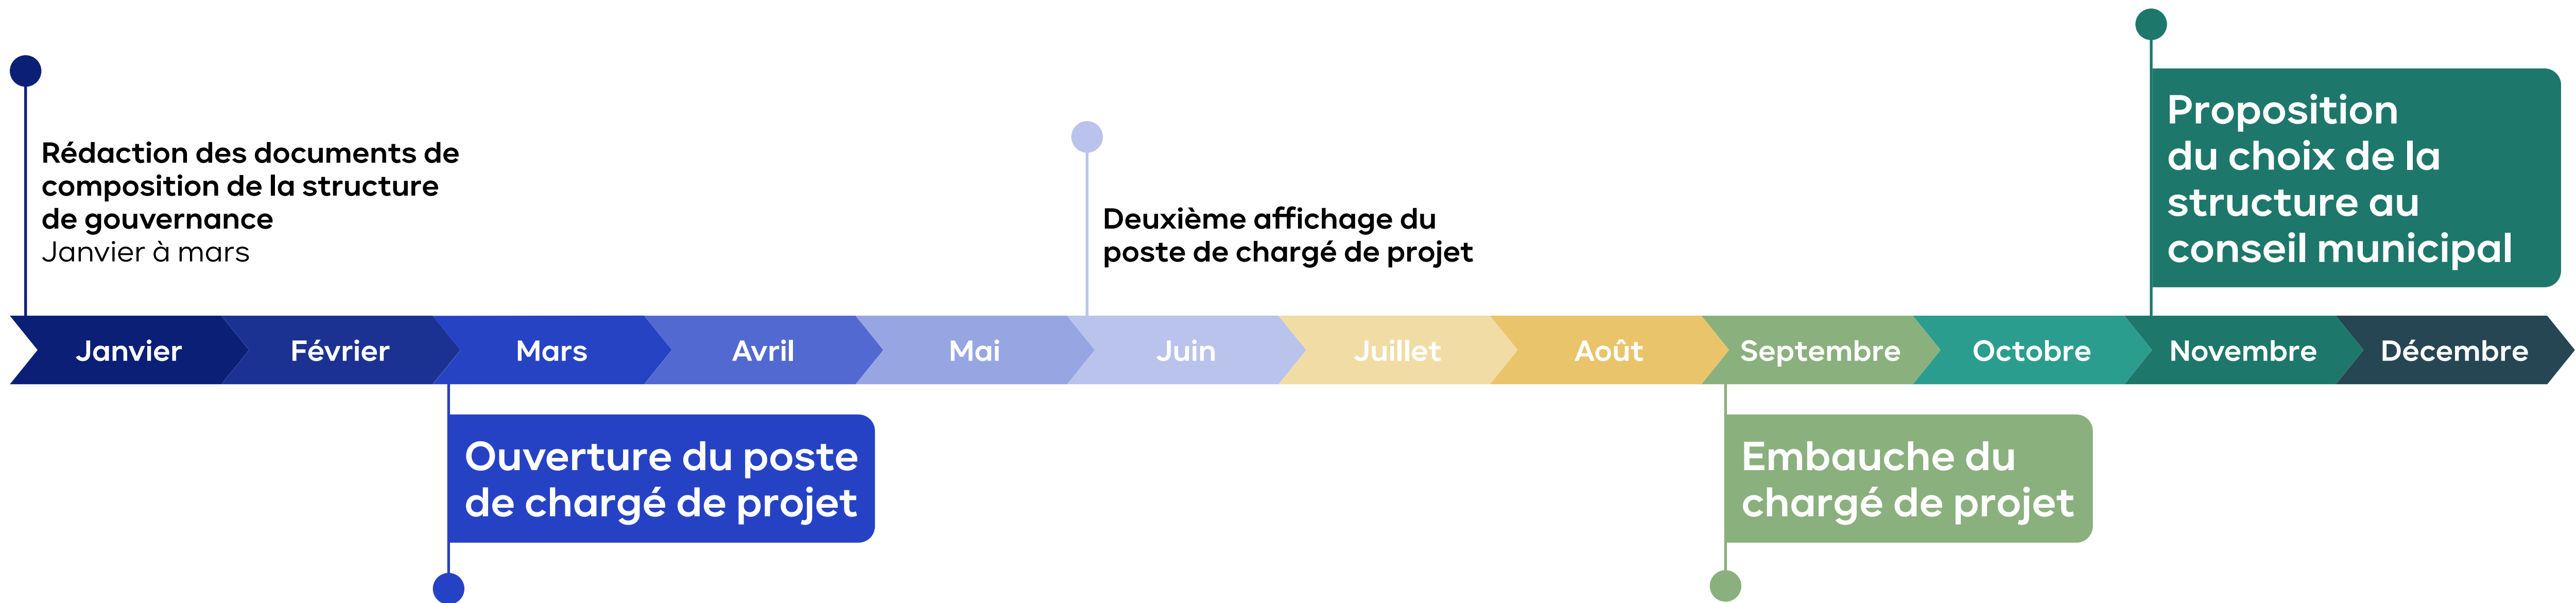 Rédaction des documents de
composition de la structure
de gouvernance
Janvier à mars
Deuxième affichage du
poste de chargé de projet
Proposition
du choix de la
structure au
conseil municipal
Janvier
Février
Mars
Avril
Mai
Juin
Juillet
Août
Septembre
Octobre
Novembre
Décembre
Ouverture du poste
de chargé de projet
Embauche du
chargé de projet